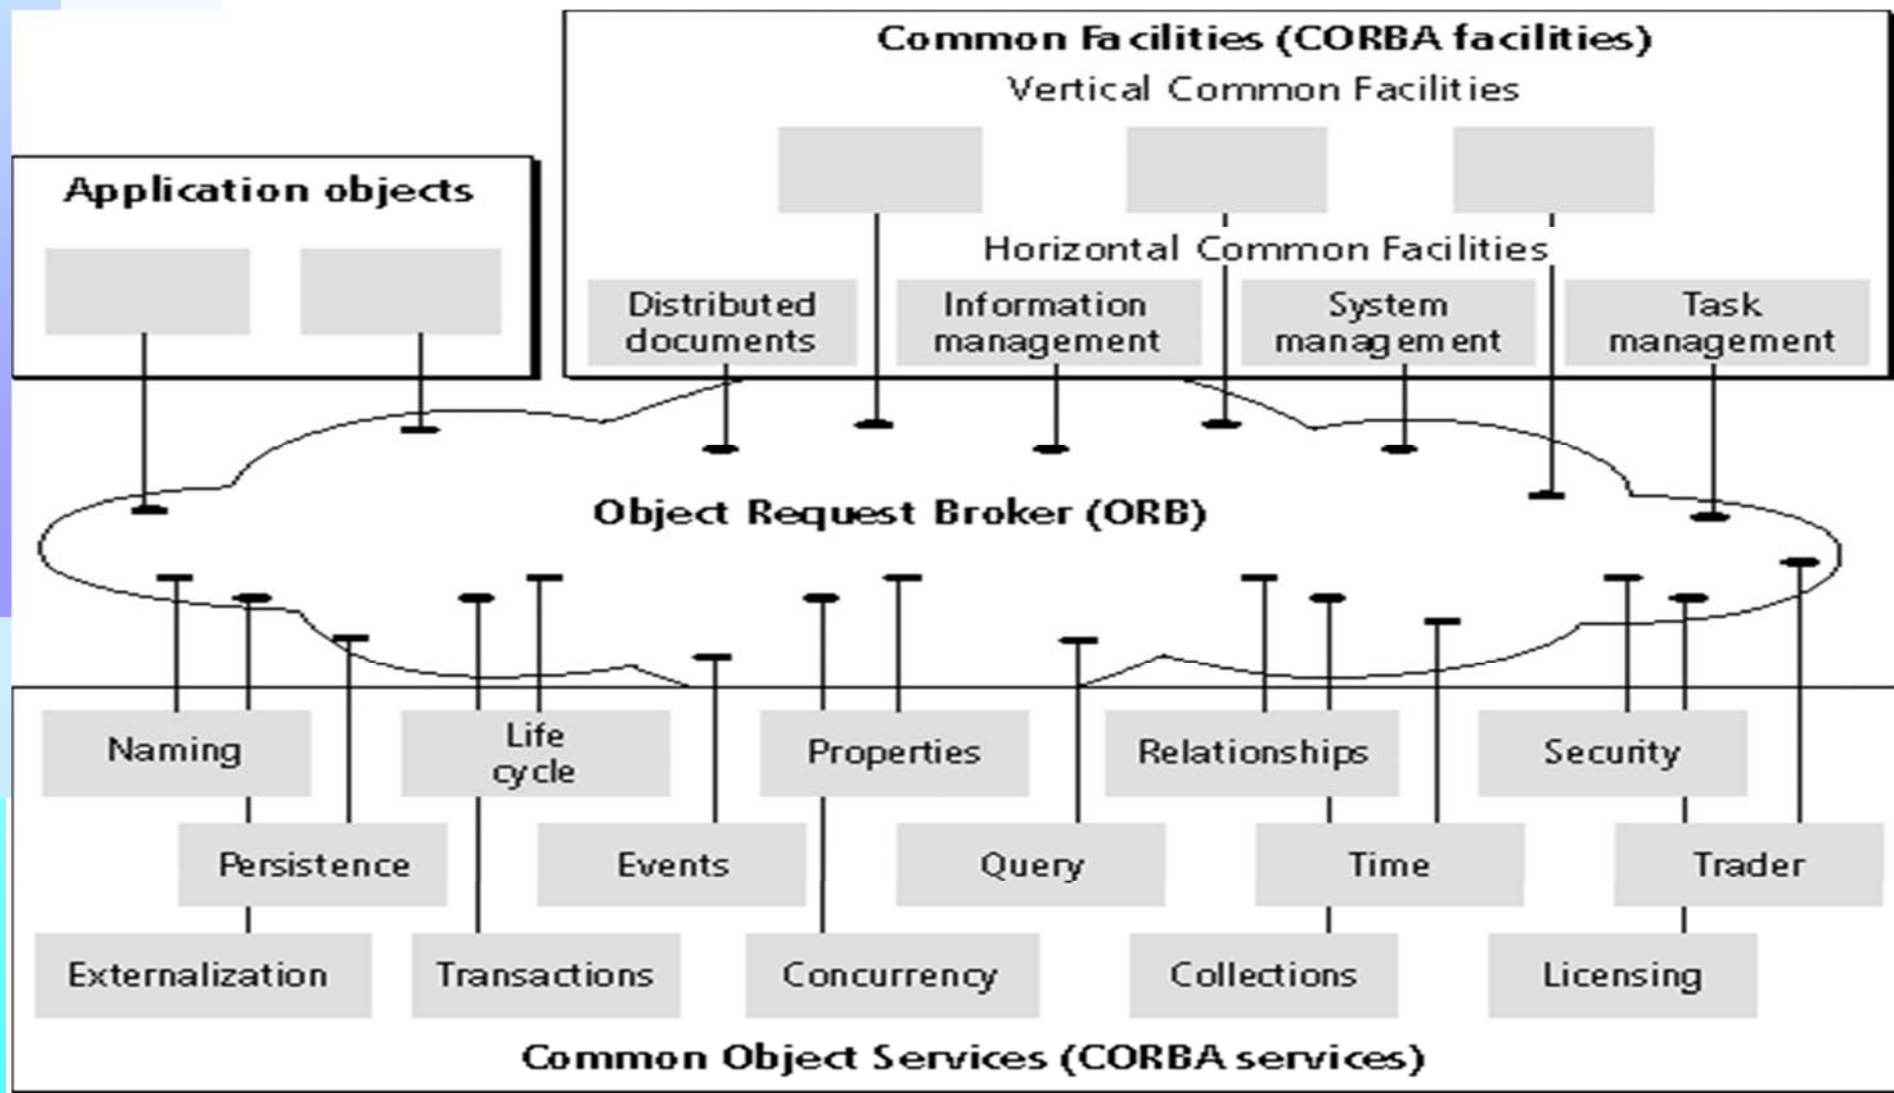 Common Facilities (CORBA facilities)
Vertical Common Facilities
Application objects
Horizontal Common Facilities
Distributed
documents
Information
management
System
management
Task
management
Object Request Broker (ORB)
Naming
Life
cycle
Properties
Relationships
Security
Persistence
Events
Query
Time
Trader
Externalization
Transactions
Concurrency
Collections
Licensing
Common Object Services (CORBA services)